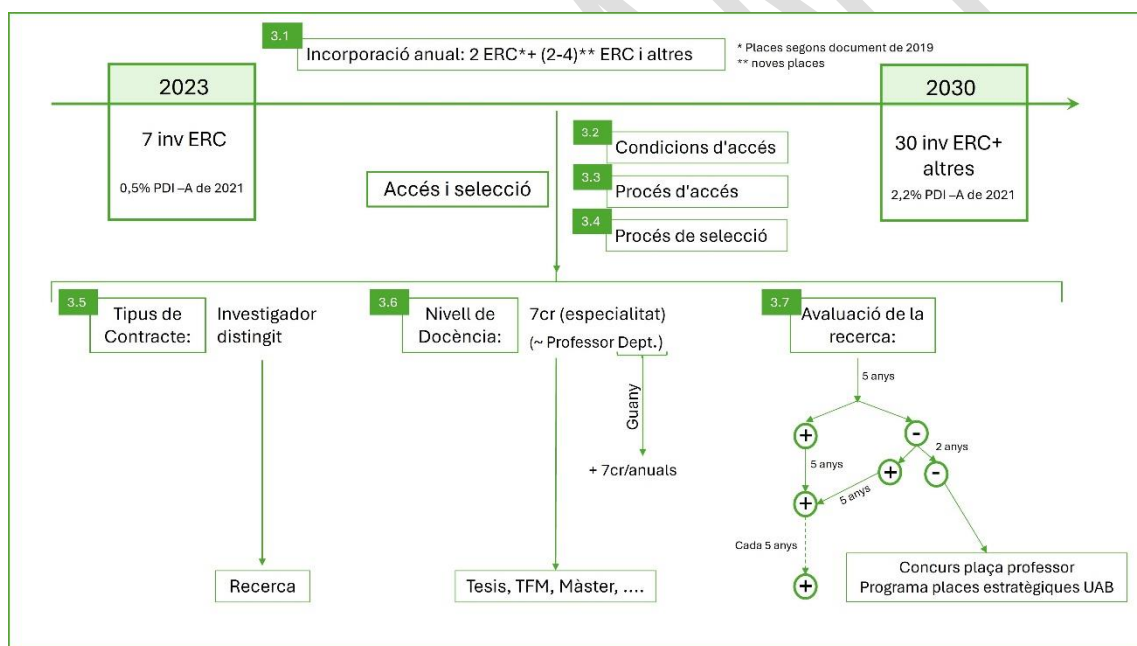 3.1
Incorporació anual: 2 ERC*+ (2-4)** ERC i altres
* Places segons document de 2019
** noves places
2023
7 inv ERC
0,5% PDI –A de 2021
2030
30 inv ERC+
altres
2,2% PDI –A de 2021
Accés i selecció
3.2
Condicions d'accés
3.3
Procés d'accés
3.4
Procés de selecció
3.5
Tipus de
Contracte:
Investigador
distingit
Recerca
3.6
Nivell de
Docència:
7cr (especialitat)
(~ Professor Dept.)
Guany
+ 7cr/anuals
Tesis, TFM, Màster, ....
3.7
Avaluació de la
recerca:
5 anys
+
-
2 anys
5 anys
+
-
5 anys
+
Cada 5 anys
+
Concurs plaça professor
Programa places estratègiques UAB